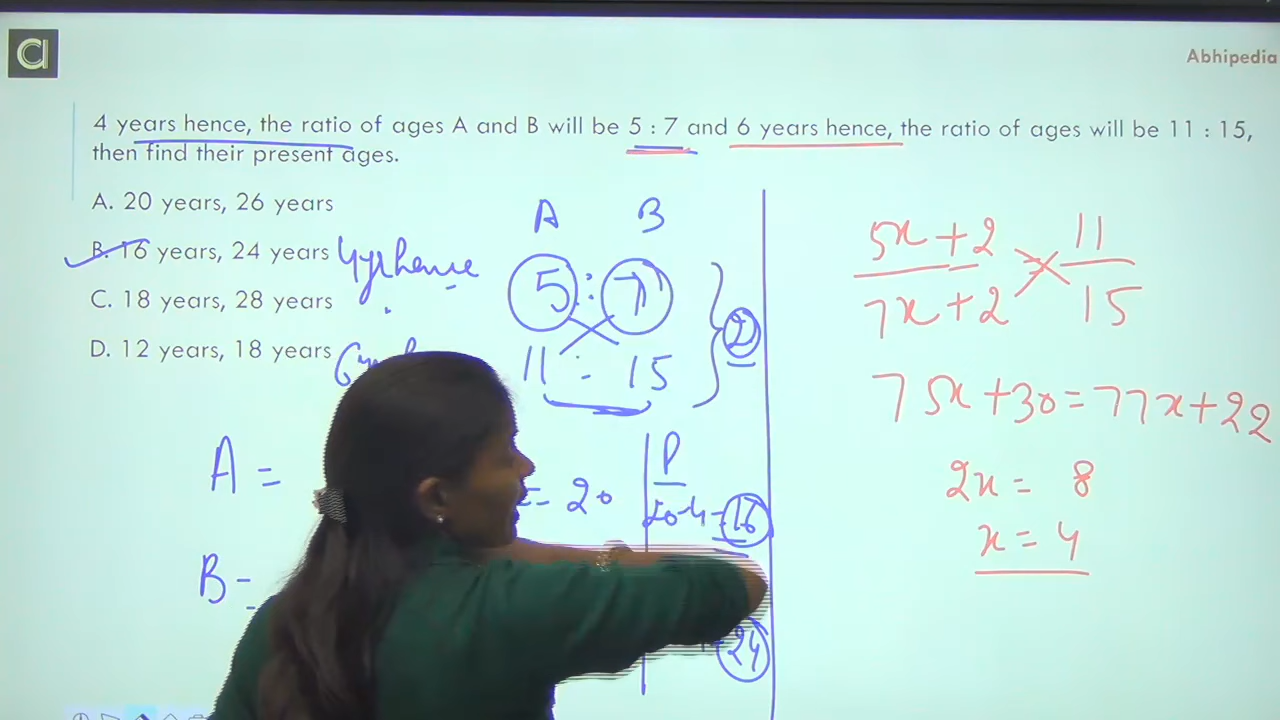 Abhipedia
4 years hence, the ratio of ages A and B will be 5 : 7 and 6 years hence, the ratio of ages will be 11 : 15,
then find their present ages.
A. 20 years, 26 years
B. 16 years, 24 years
C. 18 years, 28 years
D. 12 years, 18 years
4yrhence
A B
5 : 7
11 : 15
2
A =
= 20
P
20-4=16
B =
24
5x+2 11
7x+2 15
75x+30=77x+22
2x = 8
x = 4